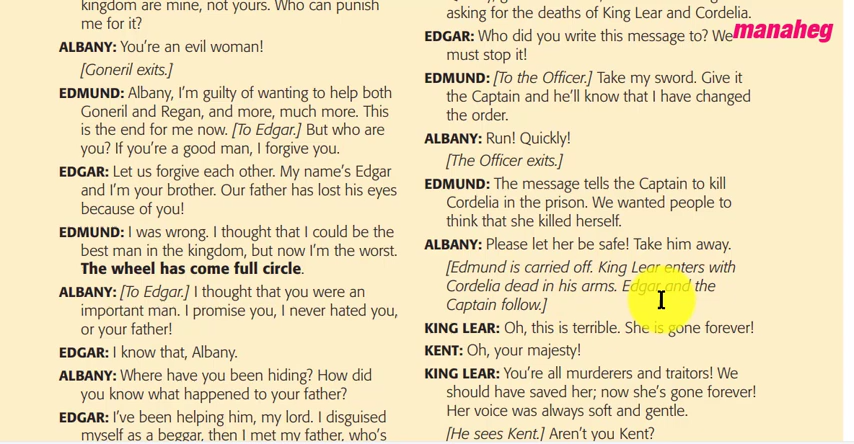 kingdom are mine, not yours. Who can punish
me for it?
ALBANY: You're an evil woman!
[Goneril exits.]
EDMUND: Albany, I'm guilty of wanting to help both
Goneril and Regan, and more, much more. This
is the end for me now. [To Edgar.] But who are
you? If you're a good man, I forgive you.
EDGAR: Let us forgive each other. My name's Edgar
and I'm your brother. Our father has lost his eyes
because of you!
EDMUND: I was wrong. I thought that I could be the
best man in the kingdom, but now I'm the worst.
The wheel has come full circle.
ALBANY: [To Edgar.] I thought that you were an
important man. I promise you, I never hated you,
or your father!
EDGAR: I know that, Albany.
ALBANY: Where have you been hiding? How did
you know what happened to your father?
EDGAR: I've been helping him, my lord. I disguised
myself as a beggar, then I met my father, who's
asking for the deaths of King Lear and Cordelia.
EDGAR: Who did you write this message to? We
must stop it!
EDMUND: [To the Officer.] Take my sword. Give it
the Captain and he'll know that I have changed
the order.
ALBANY: Run! Quickly!
[The Officer exits.]
EDMUND: The message tells the Captain to kill
Cordelia in the prison. We wanted people to
think that she killed herself.
ALBANY: Please let her be safe! Take him away.
[Edmund is carried off. King Lear enters with
Cordelia dead in his arms. Edgar and the
Captain follow.]
KING LEAR: Oh, this is terrible. She is gone forever!
KENT: Oh, your majesty!
KING LEAR: You're all murderers and traitors! We
should have saved her; now she's gone forever!
Her voice was always soft and gentle.
[He sees Kent.] Aren't you Kent?
manaheg